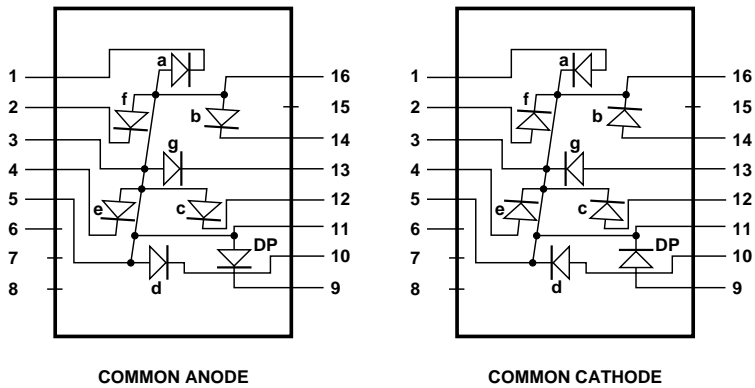 a
a
1 16
1 16
f
f
2 15
2 15
b
b
3 14
3 14
g
g
4 13
4 13
e c
e c
5 12
5 12
6 11
6 11
DP
DP
7 10
7 10
d
d
8 9
8 9
COMMON ANODE
COMMON CATHODE